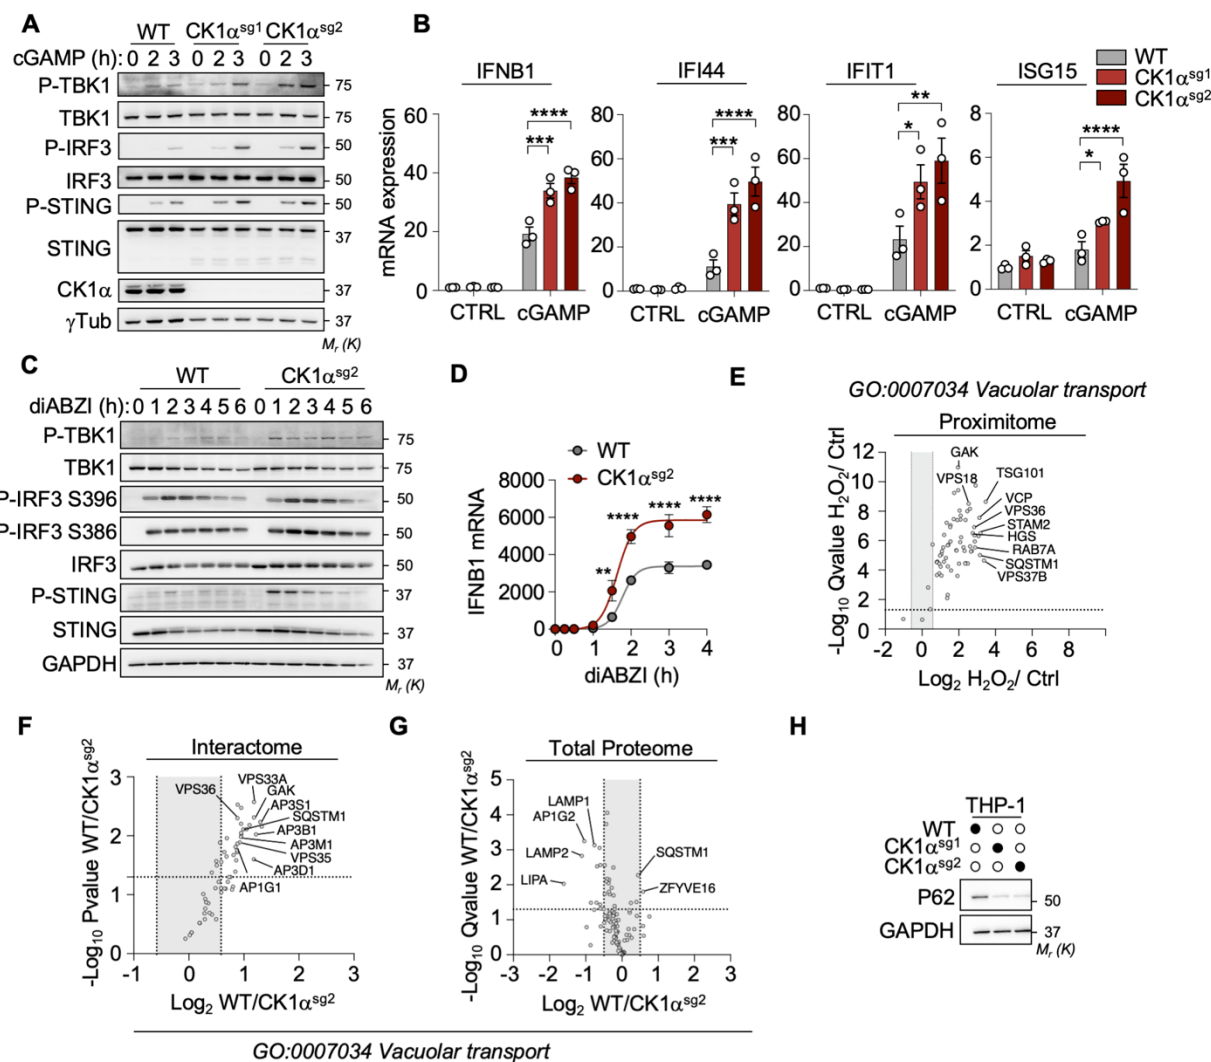 A
WT CK1α^sg1 CK1α^sg2
cGAMP (h): 0 2 3 0 2 3 0 2 3
P-TBK1 75
TBK1 75
P-IRF3 50
IRF3 50
P-STING 50
STING 37
CK1α 37
γTub 37
Mr (K)
B
WT
CK1α^sg1
CK1α^sg2
IFNB1 IFI44 IFIT1 ISG15
mRNA expression
60
40
20
0
*** ****
CTRL cGAMP
80
60
40
20
0
*** ****
CTRL cGAMP
80
60
40
20
0
* **
CTRL cGAMP
8
6
4
2
0
* ****
CTRL cGAMP
C
WT CK1α^sg2
diABZI (h): 0 1 2 3 4 5 6 0 1 2 3 4 5 6
P-TBK1 75
TBK1 75
P-IRF3 S396 50
P-IRF3 S386 50
IRF3 50
P-STING 37
STING 37
GAPDH 37
Mr (K)
D
WT
CK1α^sg2
IFNB1 mRNA
8000
6000
4000
2000
0
** **** **** ****
0 1 2 3 4
diABZI (h)
E
GO:0007034 Vacuolar transport
Proximitome
-Log10 Qvalue H2O2/ Ctrl
12
10
8
6
4
2
0
GAK
VPS18
TSG101
VCP
VPS36
STAM2
HGS
RAB7A
SQSTM1
VPS37B
-2 0 2 4 6 8
Log2 H2O2/ Ctrl
F
Interactome
-Log10 Pvalue WT/CK1α^sg2
3
2
1
0
VPS36
VPS33A
GAK
AP3S1
SQSTM1
AP3B1
AP3M1
VPS35
AP3D1
AP1G1
-1 0 1 2 3
Log2 WT/CK1α^sg2
G
Total Proteome
-Log10 Qvalue WT/CK1α^sg2
5
4
3
2
1
0
LAMP1
AP1G2
LAMP2
LIPA
SQSTM1
ZFYVE16
-3 -2 -1 0 1 2 3
Log2 WT/CK1α^sg2
GO:0007034 Vacuolar transport
H
THP-1
WT
CK1α^sg1
CK1α^sg2
P62 50
GAPDH 37
Mr (K)